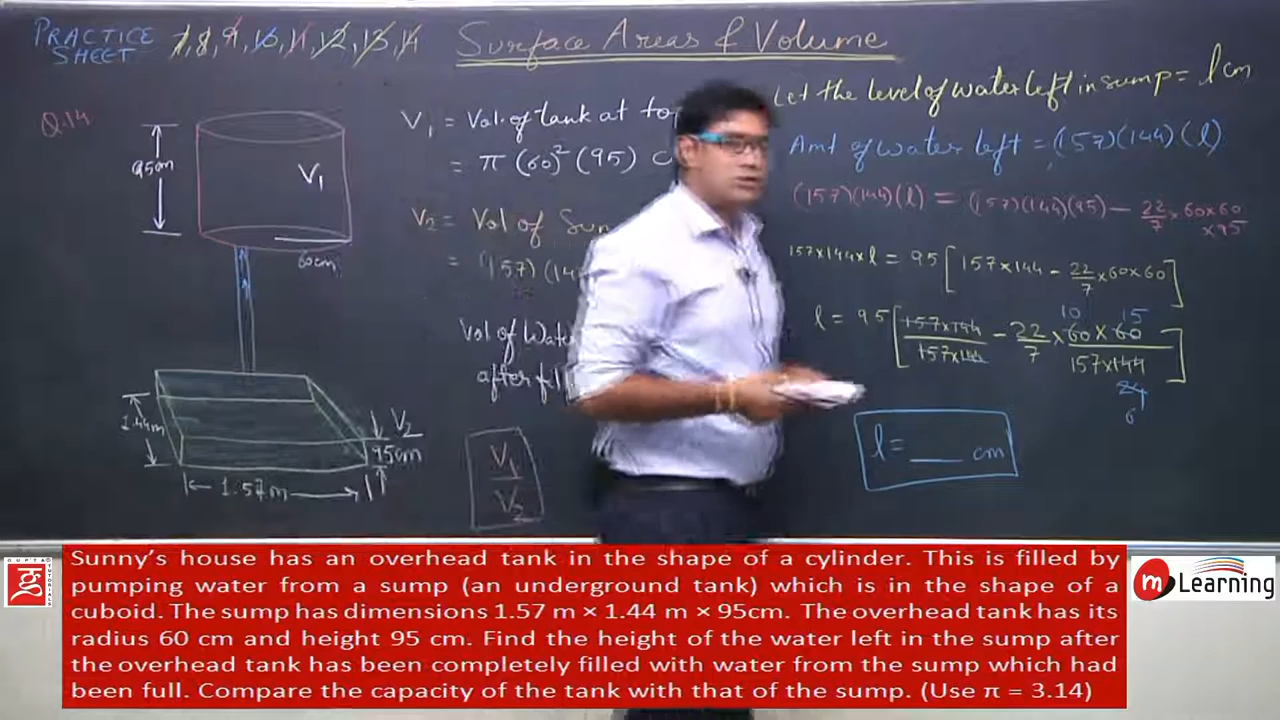 PRACTICE
SHEET
7, 8, 9, 10, 11, 12, 13, 14
Surface Areas & Volume
Q.14
95cm
V₁
60cm
1.44m
V₂
95cm
1.57m
V₁ = Vol. of tank at to
= π (60)² (95) c
V₂ = Vol of Sum
= (157) (14
Vol of Wate
after fil
V₁
V₂
Let the level of water left in sump = l cm
Amt of water left = (157)(144)(l)
(157)(144)(l) = (157)(144)(95) - 22/7 × 60×60
×95
157×144×l = 95[157×144 - 22/7 ×60×60]
10 15
l = 95[157×144/157×144 - 22/7 × 60×60/157×144]
24
6
l = ___ cm
Sunny's house has an overhead tank in the shape of a cylinder. This is filled by
pumping water from a sump (an underground tank) which is in the shape of a
cuboid. The sump has dimensions 1.57 m × 1.44 m × 95cm. The overhead tank has its
radius 60 cm and height 95 cm. Find the height of the water left in the sump after
the overhead tank has been completely filled with water from the sump which had
been full. Compare the capacity of the tank with that of the sump. (Use π = 3.14)
GUPTA
TUTORIALS
m Learning